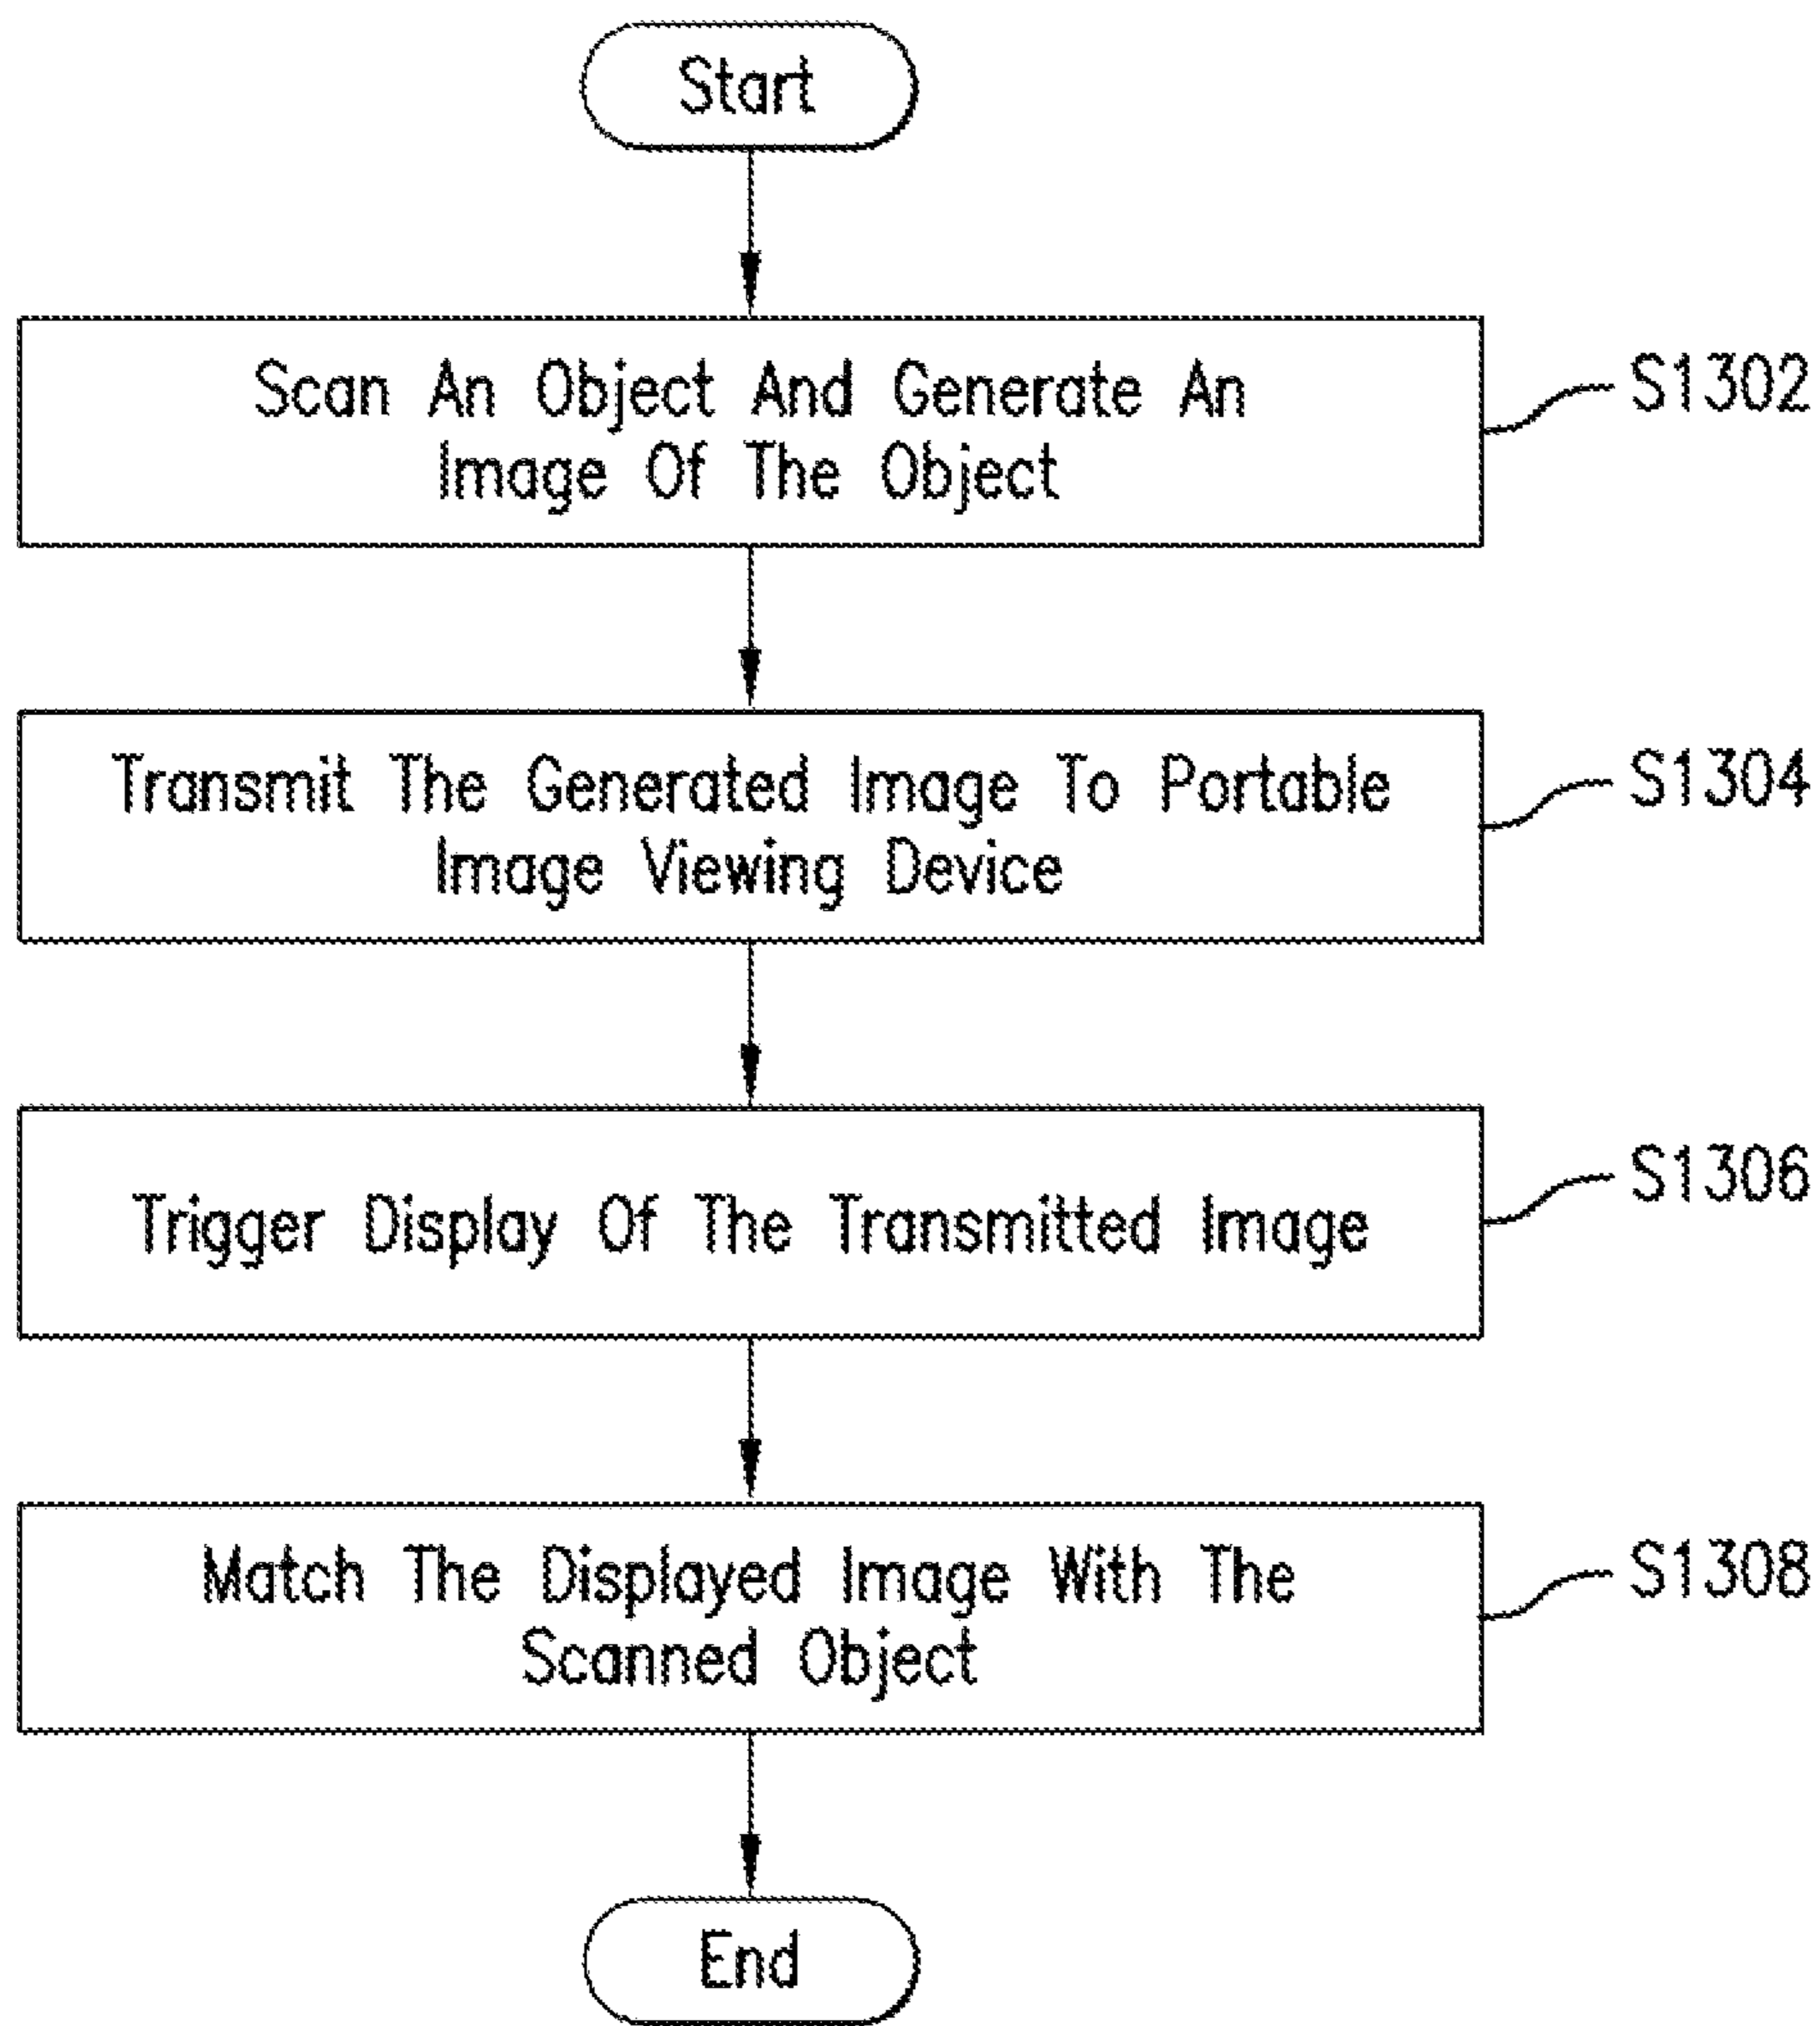 Start
Scan An Object And Generate An
Image Of The Object
S1302
Transmit The Generated Image To Portable
Image Viewing Device
S1304
Trigger Display Of The Transmitted Image
S1306
Match The Displayed Image With The
Scanned Object
S1308
End